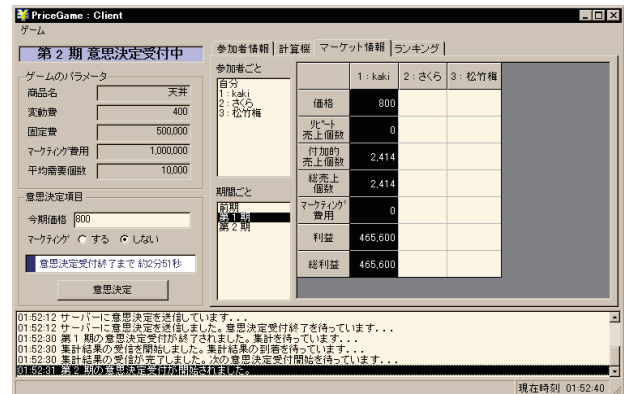 PriceGame : Client
ゲーム
第 2 期 意思決定受付中
ゲームのパラメータ
商品名 天丼
変動費 400
固定費 500,000
マーケティング費用 1,000,000
平均需要個数 10,000
意思決定項目
今期価格 800
マーケティング する しない
意思決定受付終了まで 約2分51秒
意思決定
参加者情報 計算機 マーケット情報 ランキング
参加者ごと
自分
1 : kaki
2 : さくら
3 : 松竹梅
期間ごと
前期
第 1 期
第 2 期
1 : kaki 2 : さくら 3 : 松竹梅
価格 800
リピート
売上個数 0
付加的
売上個数 2,414
総売上
個数 2,414
マーケティング
費用 0
利益 465,600
総利益 465,600
01:52:12 サーバーに意思決定を送信しています...
01:52:12 サーバーに意思決定を送信しました。意思決定受付終了を待っています...
01:52:30 第 1 期の意思決定受付が終了されました。集計を待っています...
01:52:30 集計結果の受信を開始しました。集計結果の到着を待っています...
01:52:30 集計結果の受信が完了しました。次の意思決定受付開始を待っています...
01:52:31 第 2 期の意思決定受付が開始されました。
現在時刻 01:52:40